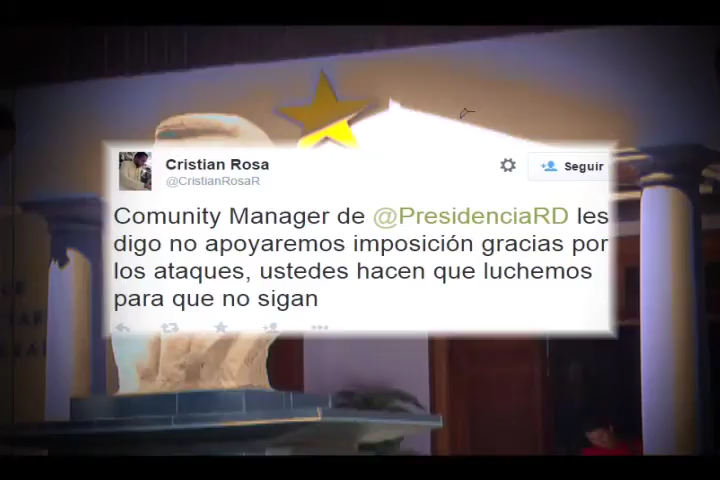 Cristian Rosa
@CristianRosaR
Seguir
Comunity Manager de @PresidenciaRD les
digo no apoyaremos imposición gracias por
los ataques, ustedes hacen que luchemos
para que no sigan